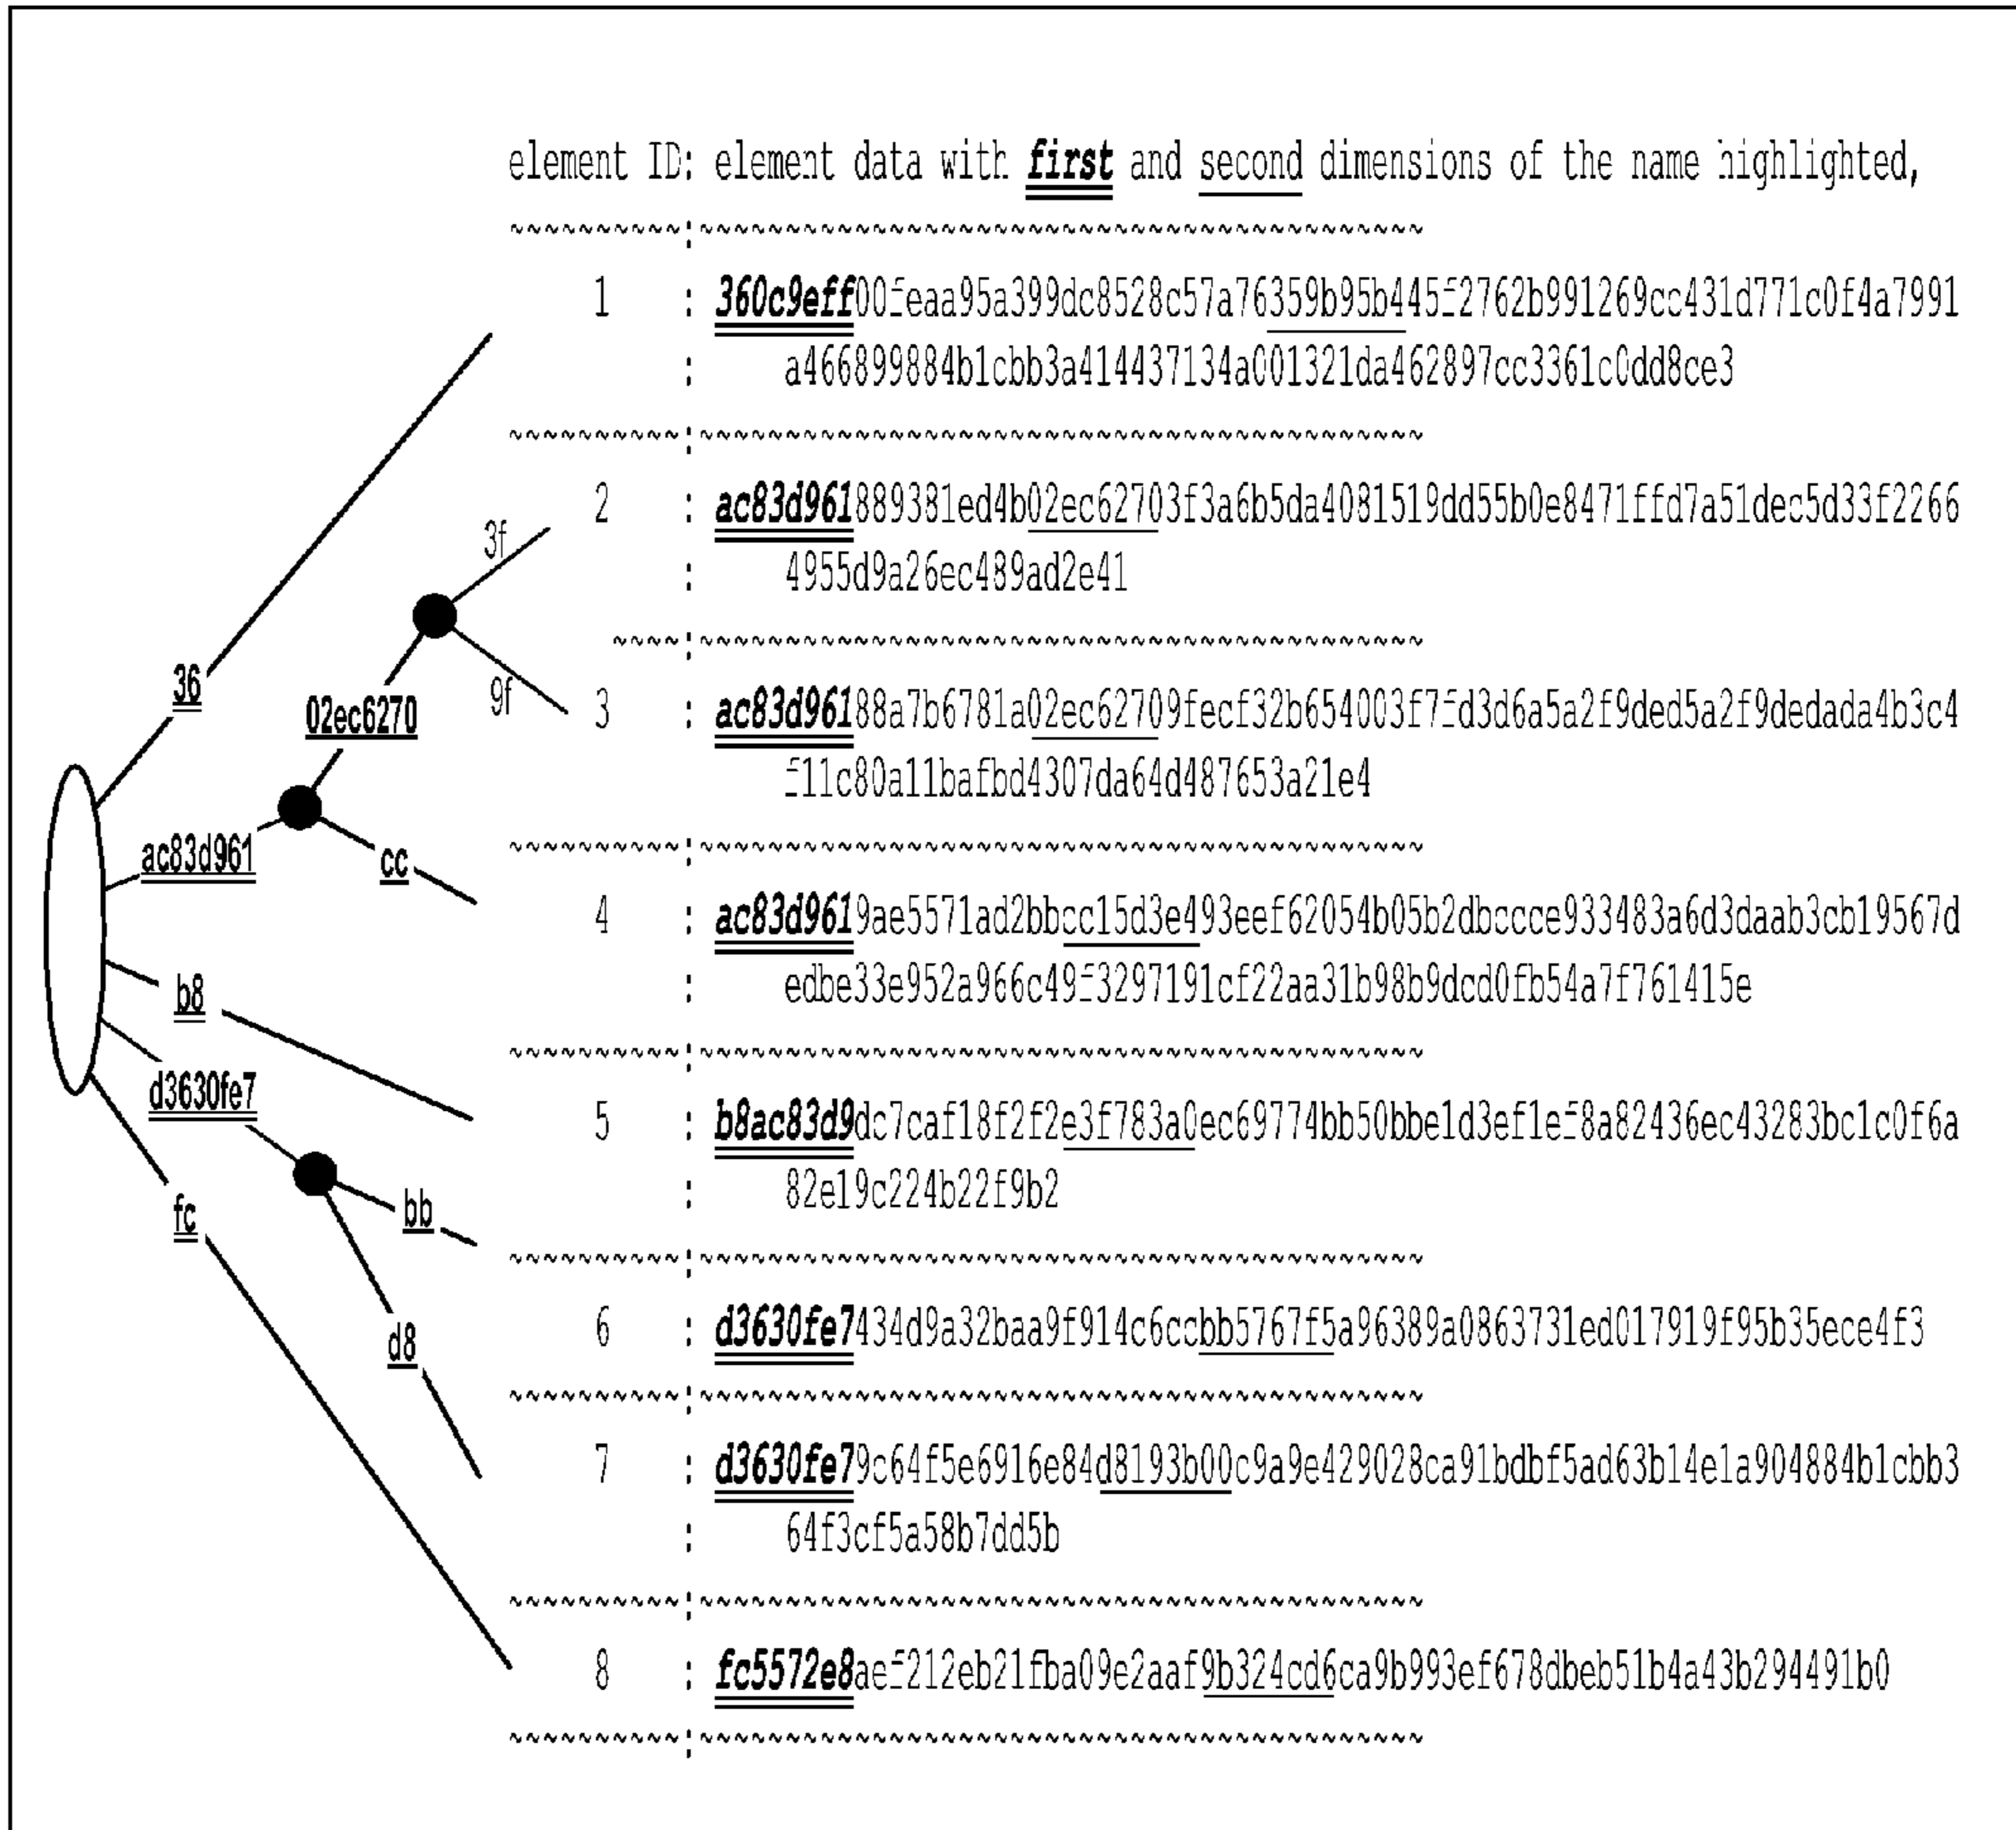 element ID: element data with first and second dimensions of the name highlighted,
~~~~~~~~~~:~~~~~~~~~~~~~~~~~~~~~~~~~~~~~~~~~~~~~~
1 : 360c9eff00feaa95a399dc8528c57a76359b95b445f2762b991269cc431d771c0f4a7991
: a466899884b1cbb3a414437134a001321da462897cc3361c0dd8ce3
~~~~~~~~~~:~~~~~~~~~~~~~~~~~~~~~~~~~~~~~~~~~~~~~~
2 : ac83d961889381ed4b02ec62703f3a6b5da4081519dd55b0e8471ffd7a51dec5d33f2266
3f
: 4955d9a26ec489ad2e41
~~~~:~~~~~~~~~~~~~~~~~~~~~~~~~~~~~~~~~~~~~~
36
9f
02ec6270
3 : ac83d96188a7b6781a02ec62709fecf32b654003f7fd3d6a5a2f9ded5a2f9dedada4b3c4
: f11c80a11bafbd4307da64d487653a21e4
ac83d961
cc
~~~~~~~~~~:~~~~~~~~~~~~~~~~~~~~~~~~~~~~~~~~~~~~~~
4 : ac83d9619ae5571ad2bbcc15d3e493eef62054b05b2dbccce933483a6d3daab3cb19567d
: edbe33e952a966c49f3297191cf22aa31b98b9dcd0fb54a7f761415e
b8
~~~~~~~~~~:~~~~~~~~~~~~~~~~~~~~~~~~~~~~~~~~~~~~~~
d3630fe7
5 : b8ac83d9dc7caf18f2f2e3f783a0ec69774bb50bbe1d3ef1ef8a82436ec43283bc1c0f6a
: 82e19c224b22f9b2
fc
bb
~~~~~~~~~~:~~~~~~~~~~~~~~~~~~~~~~~~~~~~~~~~~~~~~~
6 : d3630fe7434d9a32baa9f914c6ccbb5767f5a96389a0863731ed017919f95b35ece4f3
d8
~~~~~~~~~~:~~~~~~~~~~~~~~~~~~~~~~~~~~~~~~~~~~~~~~
7 : d3630fe79c64f5e6916e84d8193b00c9a9e429028ca91bdbf5ad63b14e1a904884b1cbb3
: 64f3cf5a58b7dd5b
~~~~~~~~~~:~~~~~~~~~~~~~~~~~~~~~~~~~~~~~~~~~~~~~~
8 : fc5572e8aef212eb21fba09e2aaf9b324cd6ca9b993ef678dbeb51b4a43b294491b0
~~~~~~~~~~:~~~~~~~~~~~~~~~~~~~~~~~~~~~~~~~~~~~~~~